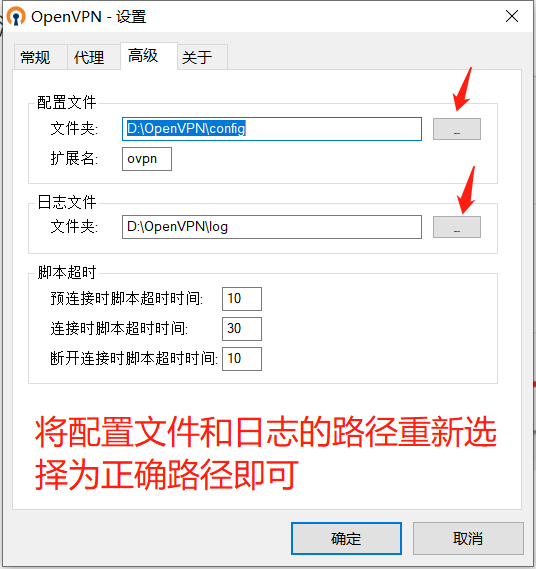 OpenVPN - 设置
常规 代理 高级 关于
配置文件
文件夹: D:\OpenVPN\config ...
扩展名: ovpn
日志文件
文件夹: D:\OpenVPN\log ...
脚本超时
预连接时脚本超时时间: 10
连接时脚本超时时间: 30
断开连接时脚本超时时间: 10
将配置文件和日志的路径重新选
择为正确路径即可
确定 取消